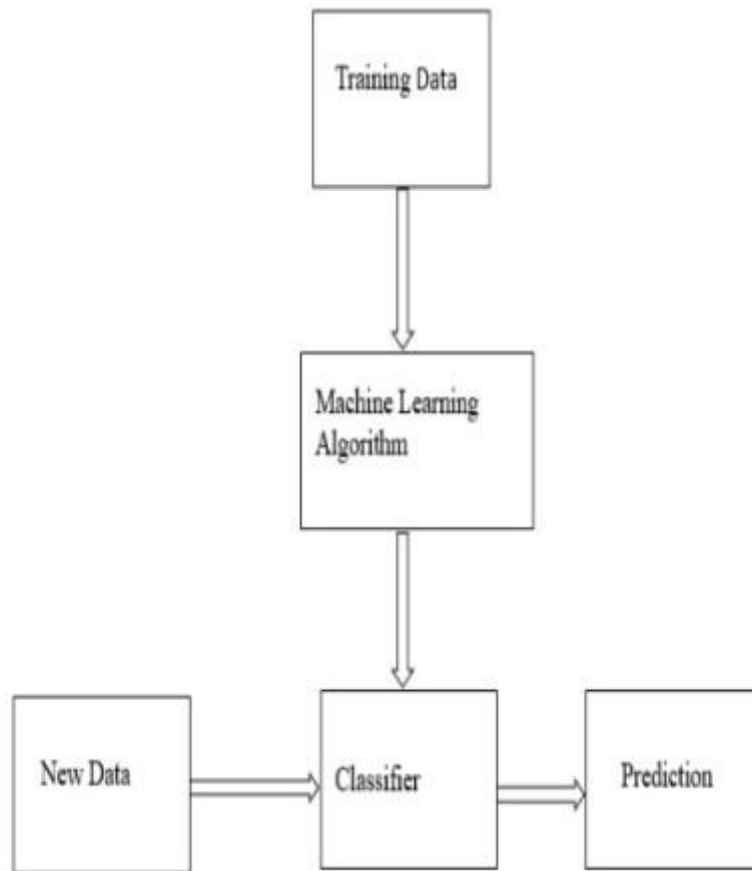 Training Data
Machine Learning
Algorithm
New Data
Classifier
Prediction